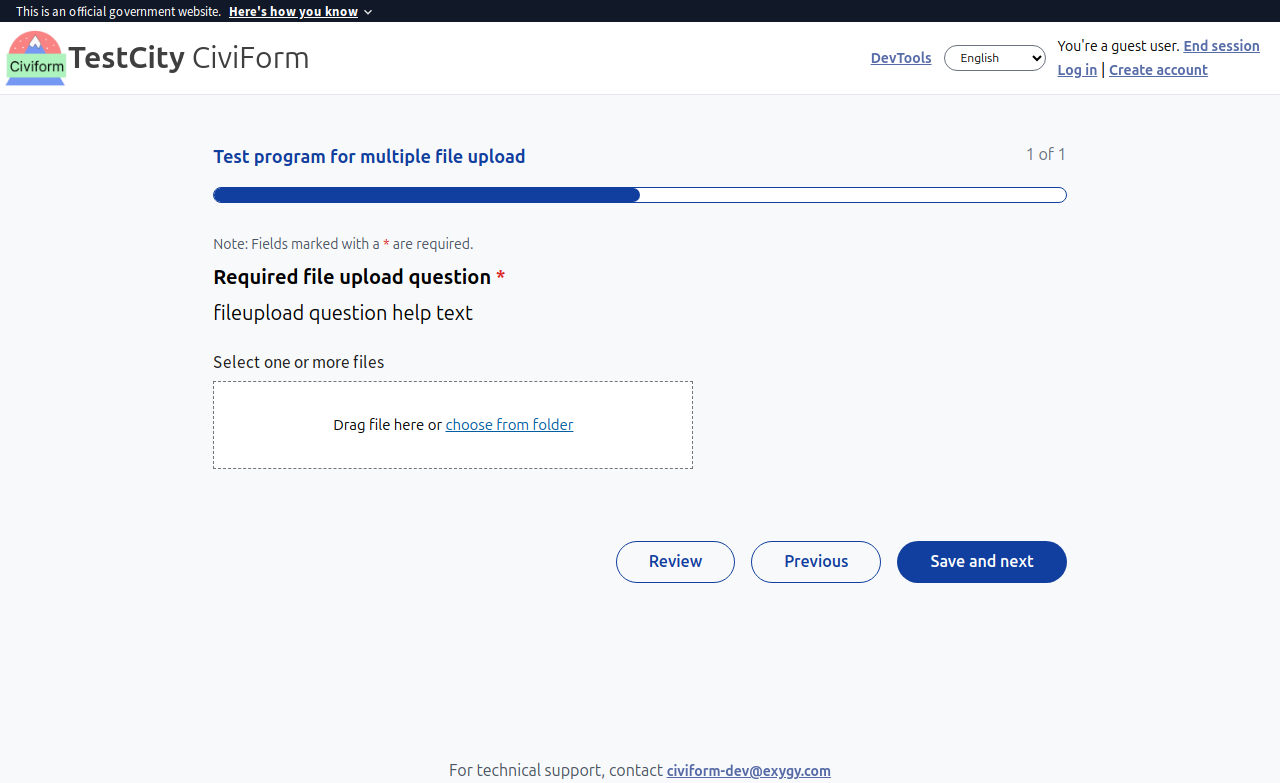 This is an official government website. Here's how you know
Civiform
TestCity CiviForm
DevTools
English
You're a guest user. End session
Log in | Create account
Test program for multiple file upload
1 of 1
Note: Fields marked with a * are required.
Required file upload question *
fileupload question help text
Select one or more files
Drag file here or choose from folder
Review
Previous
Save and next
For technical support, contact civiform-dev@exygy.com